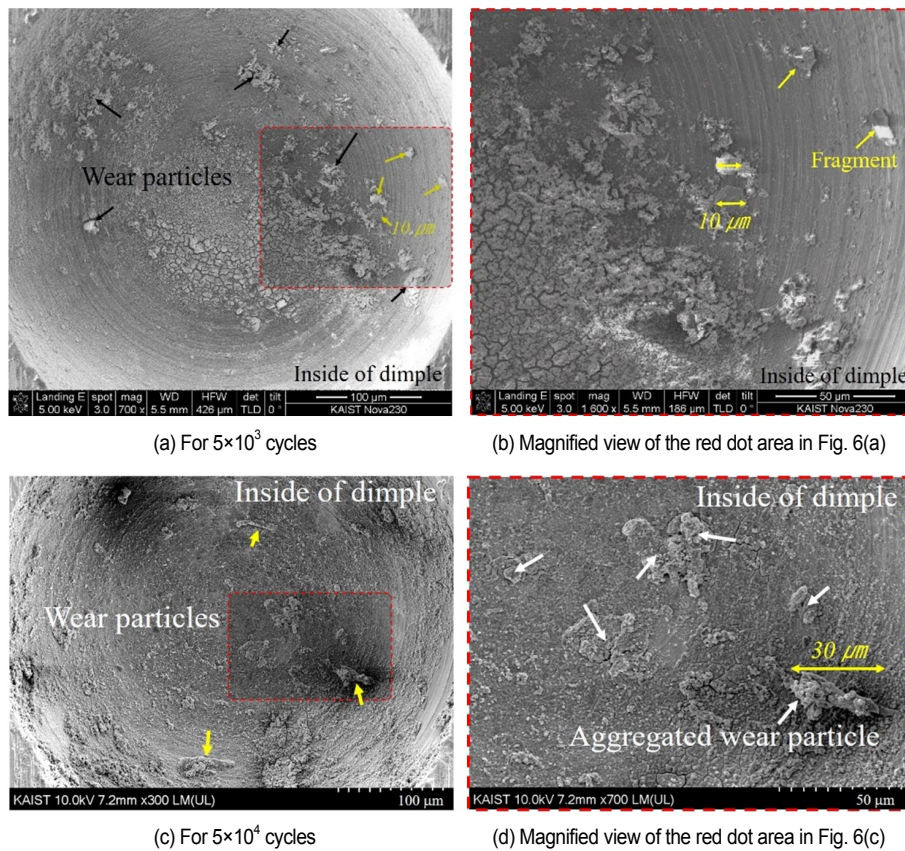 Wear particles
10 µm
Inside of dimple
Landing E spot mag WD HFW det tilt 100 µm
5.00 keV 3.0 700 x 5.5 mm 426 µm TLD 0 ° KAIST Nova230
(a) For 5×10³ cycles
Fragment
10 µm
Inside of dimple
Landing E spot mag WD HFW det tilt 50 µm
5.00 keV 3.0 1 600 x 5.5 mm 186 µm TLD 0 ° KAIST Nova230
(b) Magnified view of the red dot area in Fig. 6(a)
Inside of dimple
Wear particles
KAIST 10.0kV 7.2mm x300 LM(UL) 100 µm
(c) For 5×10⁴ cycles
Inside of dimple
30 µm
Aggregated wear particle
KAIST 10.0kV 7.2mm x700 LM(UL) 50 µm
(d) Magnified view of the red dot area in Fig. 6(c)